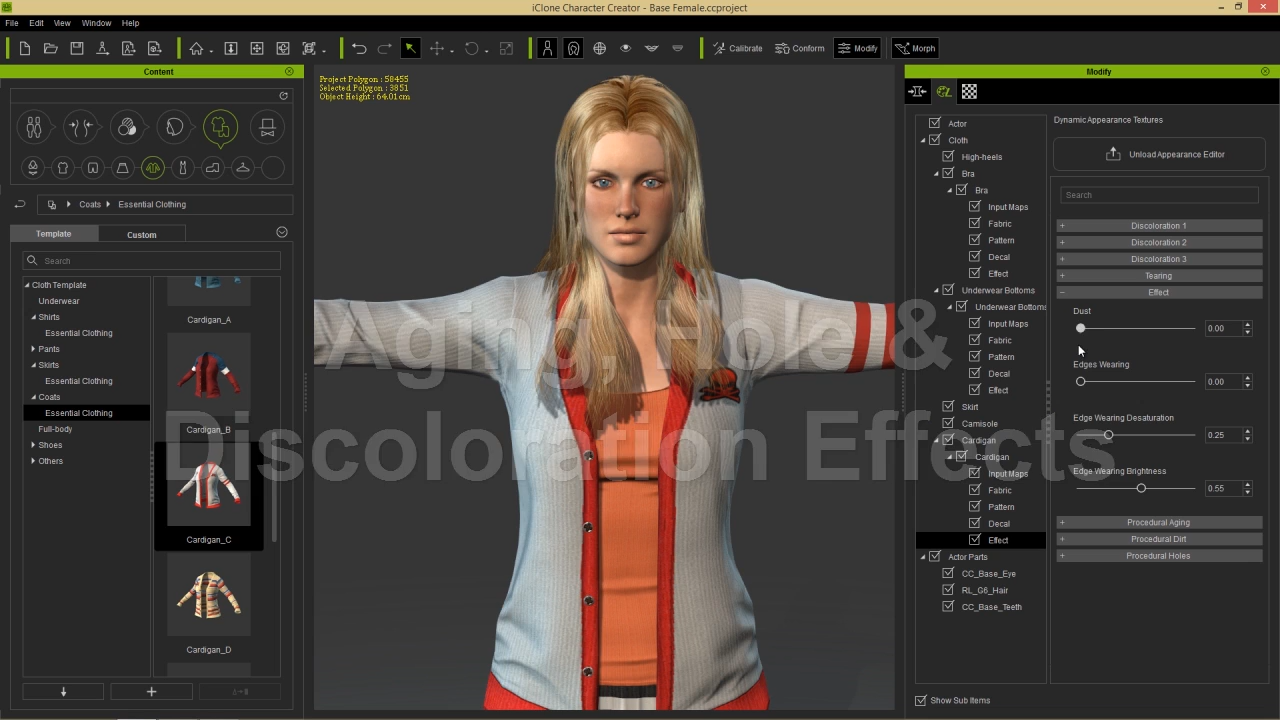 iClone Character Creator - Base Female.ccproject
File Edit View Window Help
Calibrate Conform Modify Morph
Content
Coats Essential Clothing
Template Custom
Search
Cloth Template
Underwear
Shirts
Essential Clothing
Pants
Skirts
Essential Clothing
Coats
Essential Clothing
Full-body
Shoes
Others
Cardigan_A
Cardigan_B
Cardigan_C
Cardigan_D
Project Polygon : 58455
Selected Polygon : 3851
Object Height : 64.01cm
Aging, Hole &
Discoloration Effects
Modify
Actor
Cloth
High-heels
Bra
Bra
Input Maps
Fabric
Pattern
Decal
Effect
Underwear Bottoms
Underwear Bottoms
Input Maps
Fabric
Pattern
Decal
Effect
Skirt
Camisole
Cardigan
Cardigan
Input Maps
Fabric
Pattern
Decal
Effect
Actor Parts
CC_Base_Eye
RL_G6_Hair
CC_Base_Teeth
Show Sub Items
Dynamic Appearance Textures
Unload Appearance Editor
Search
+ Discoloration 1
+ Discoloration 2
+ Discoloration 3
+ Tearing
- Effect
Dust
0.00
Edges Wearing
0.00
Edge Wearing Desaturation
0.25
Edge Wearing Brightness
0.55
+ Procedural Aging
+ Procedural Dirt
+ Procedural Holes